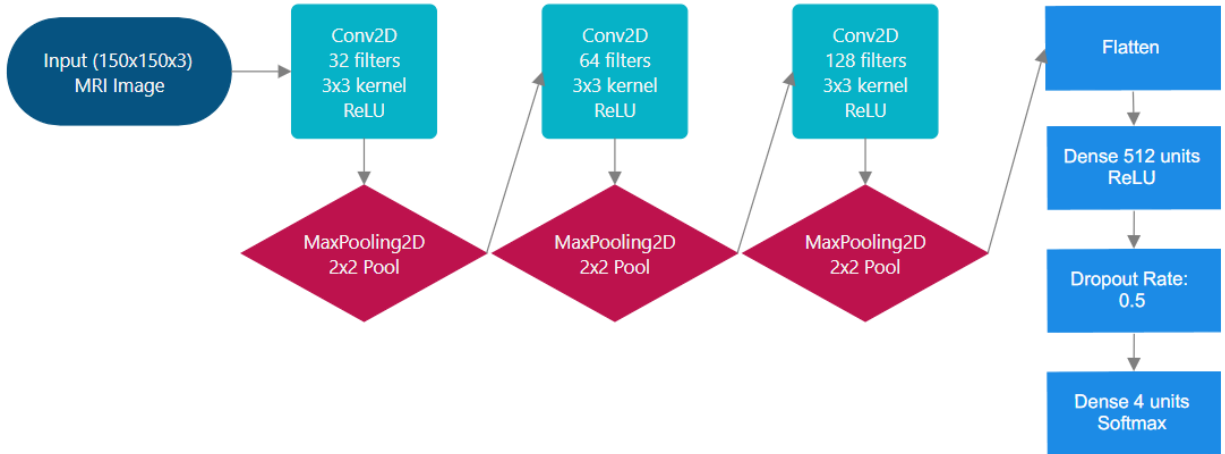 Input (150x150x3)
MRI Image
Conv2D
32 filters
3x3 kernel
ReLU
MaxPooling2D
2x2 Pool
Conv2D
64 filters
3x3 kernel
ReLU
MaxPooling2D
2x2 Pool
Conv2D
128 filters
3x3 kernel
ReLU
MaxPooling2D
2x2 Pool
Flatten
Dense 512 units
ReLU
Dropout Rate:
0.5
Dense 4 units
Softmax